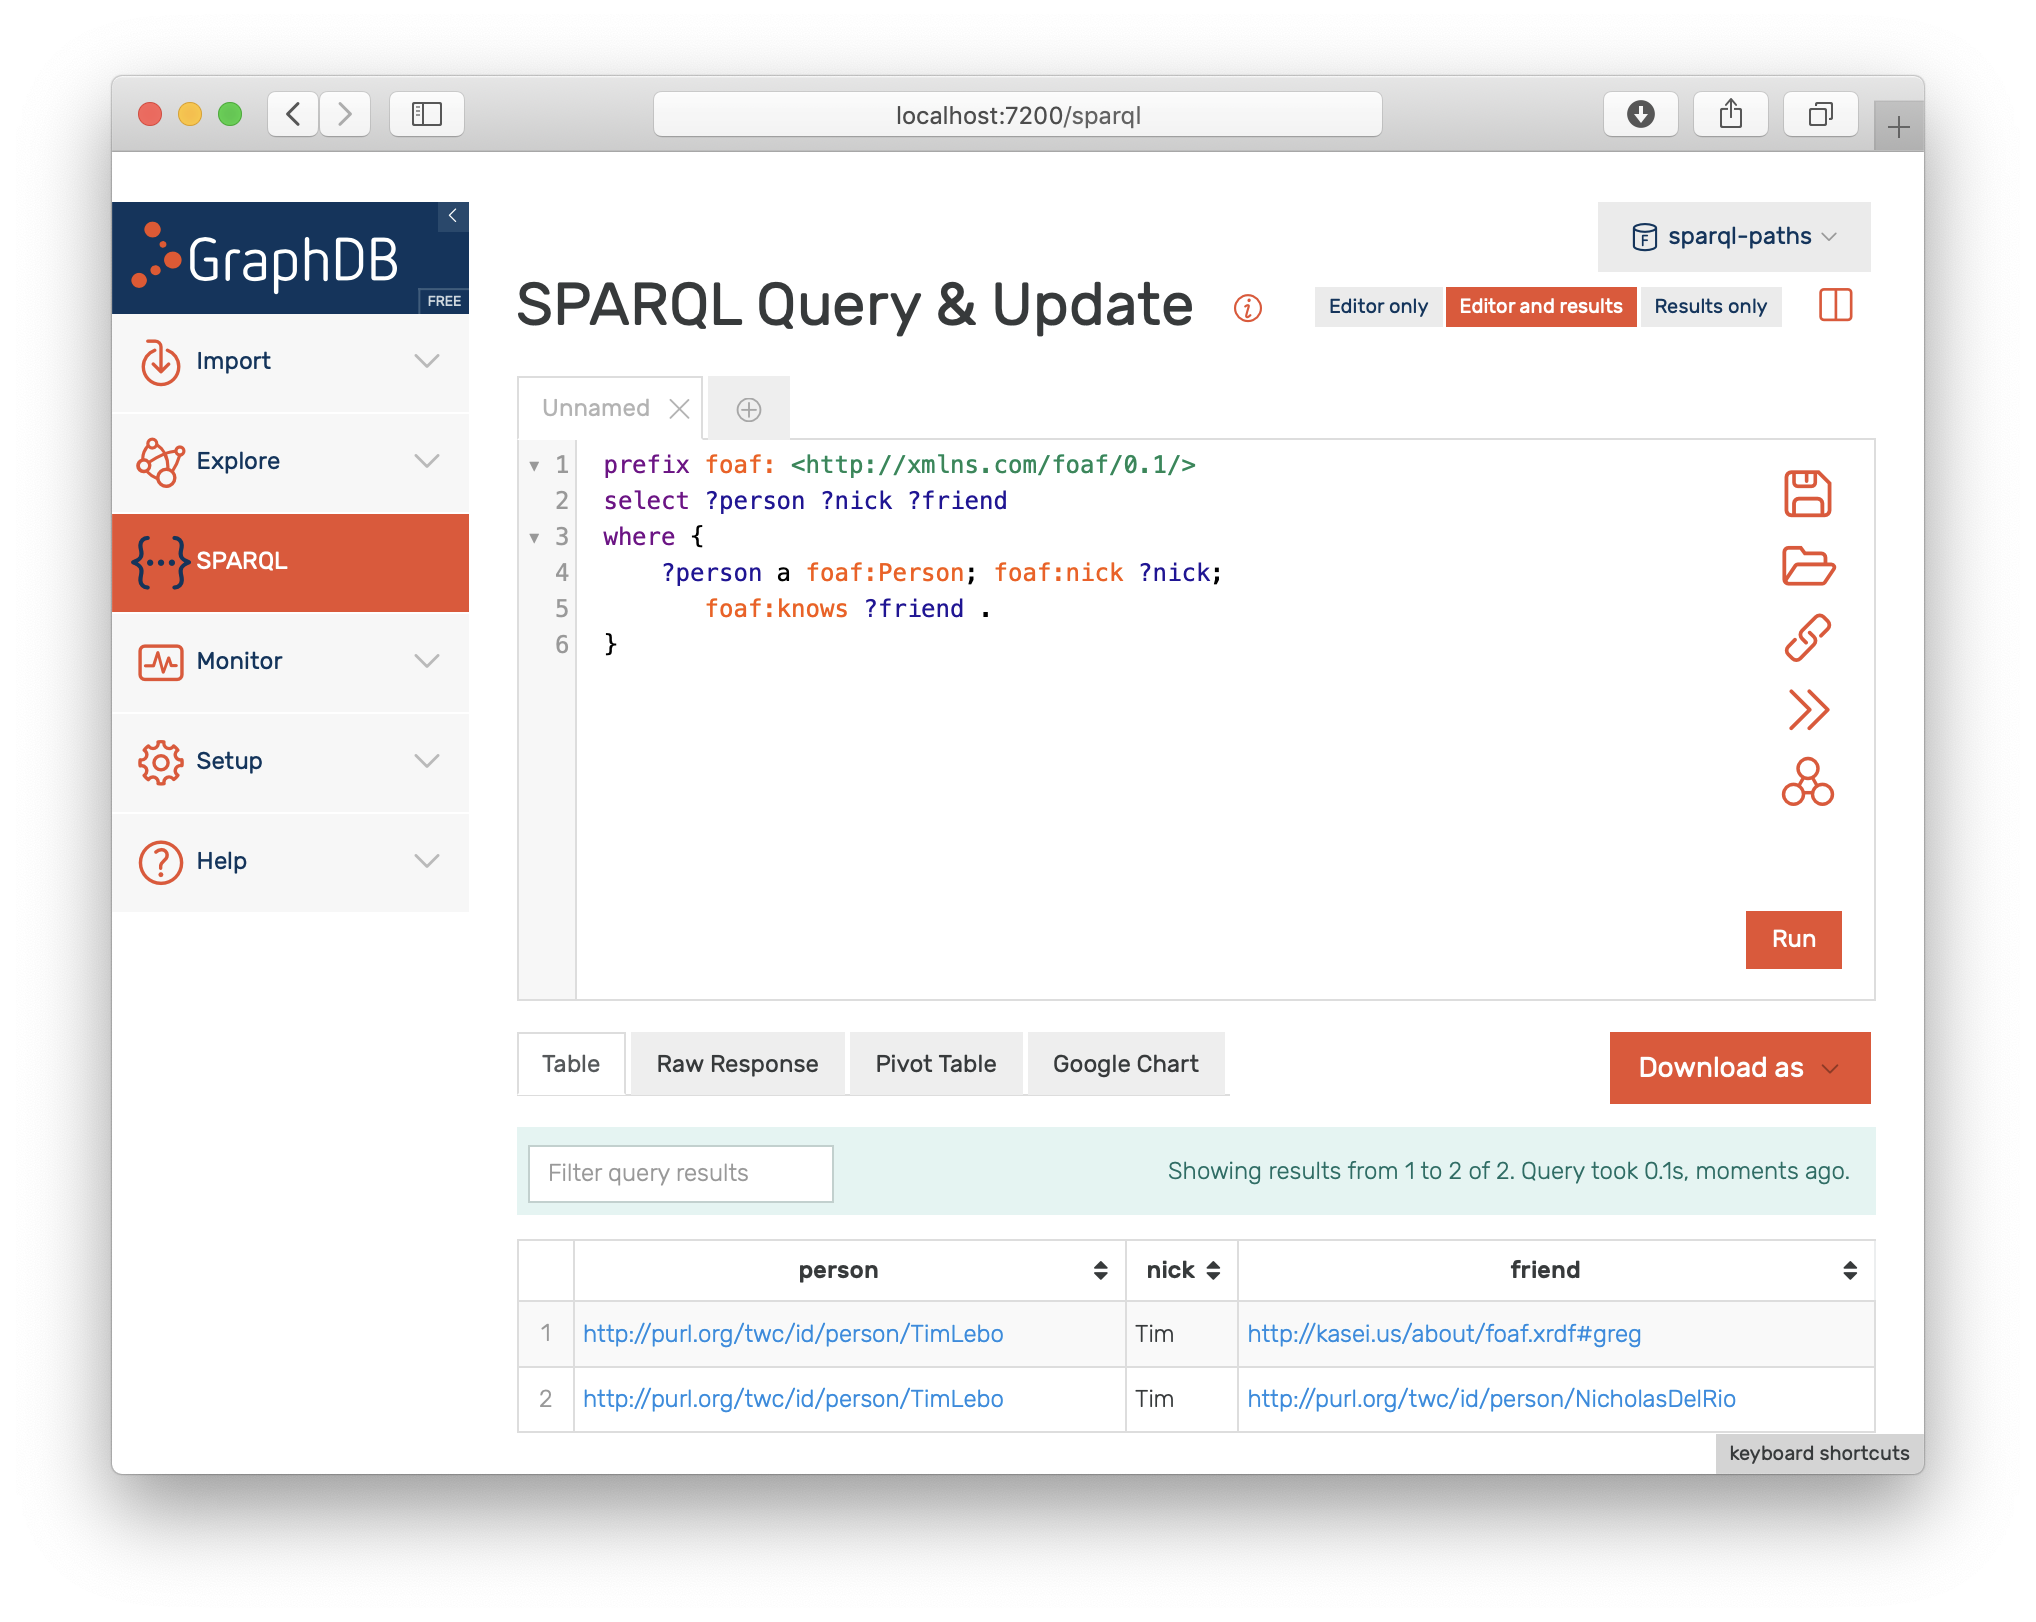 localhost:7200/sparql
GraphDB
FREE
sparql-paths
SPARQL Query & Update
Editor only
Editor and results
Results only
Import
Explore
SPARQL
Monitor
Setup
Help
Unnamed
1 prefix foaf: <http://xmlns.com/foaf/0.1/>
2 select ?person ?nick ?friend
3 where {
4 ?person a foaf:Person; foaf:nick ?nick;
5 foaf:knows ?friend .
6 }
Run
Table
Raw Response
Pivot Table
Google Chart
Download as
Filter query results
Showing results from 1 to 2 of 2. Query took 0.1s, moments ago.
person nick friend
1 http://purl.org/twc/id/person/TimLebo Tim http://kasei.us/about/foaf.xrdf#greg
2 http://purl.org/twc/id/person/TimLebo Tim http://purl.org/twc/id/person/NicholasDelRio
keyboard shortcuts